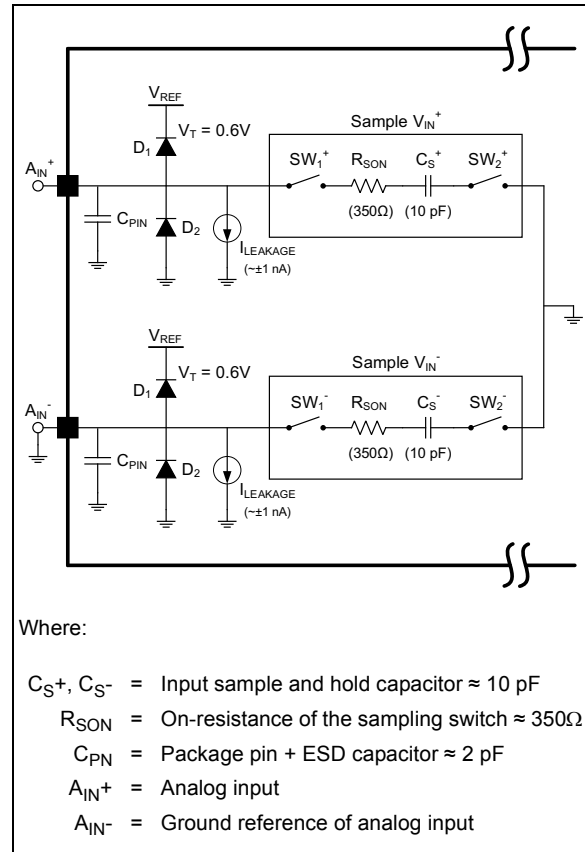 V_REF
V_T = 0.6V
D_1
A_IN^+
C_PIN
D_2
I_LEAKAGE
(~±1 nA)
Sample V_IN^+
SW_1^+
R_SON
C_S^+
SW_2^+
(350Ω)
(10 pF)
V_REF
V_T = 0.6V
D_1
A_IN^-
C_PIN
D_2
I_LEAKAGE
(~±1 nA)
Sample V_IN^-
SW_1^-
R_SON
C_S^-
SW_2^-
(350Ω)
(10 pF)
Where:
C_S+, C_S- = Input sample and hold capacitor ≈ 10 pF
R_SON = On-resistance of the sampling switch ≈ 350Ω
C_PN = Package pin + ESD capacitor ≈ 2 pF
A_IN+ = Analog input
A_IN- = Ground reference of analog input